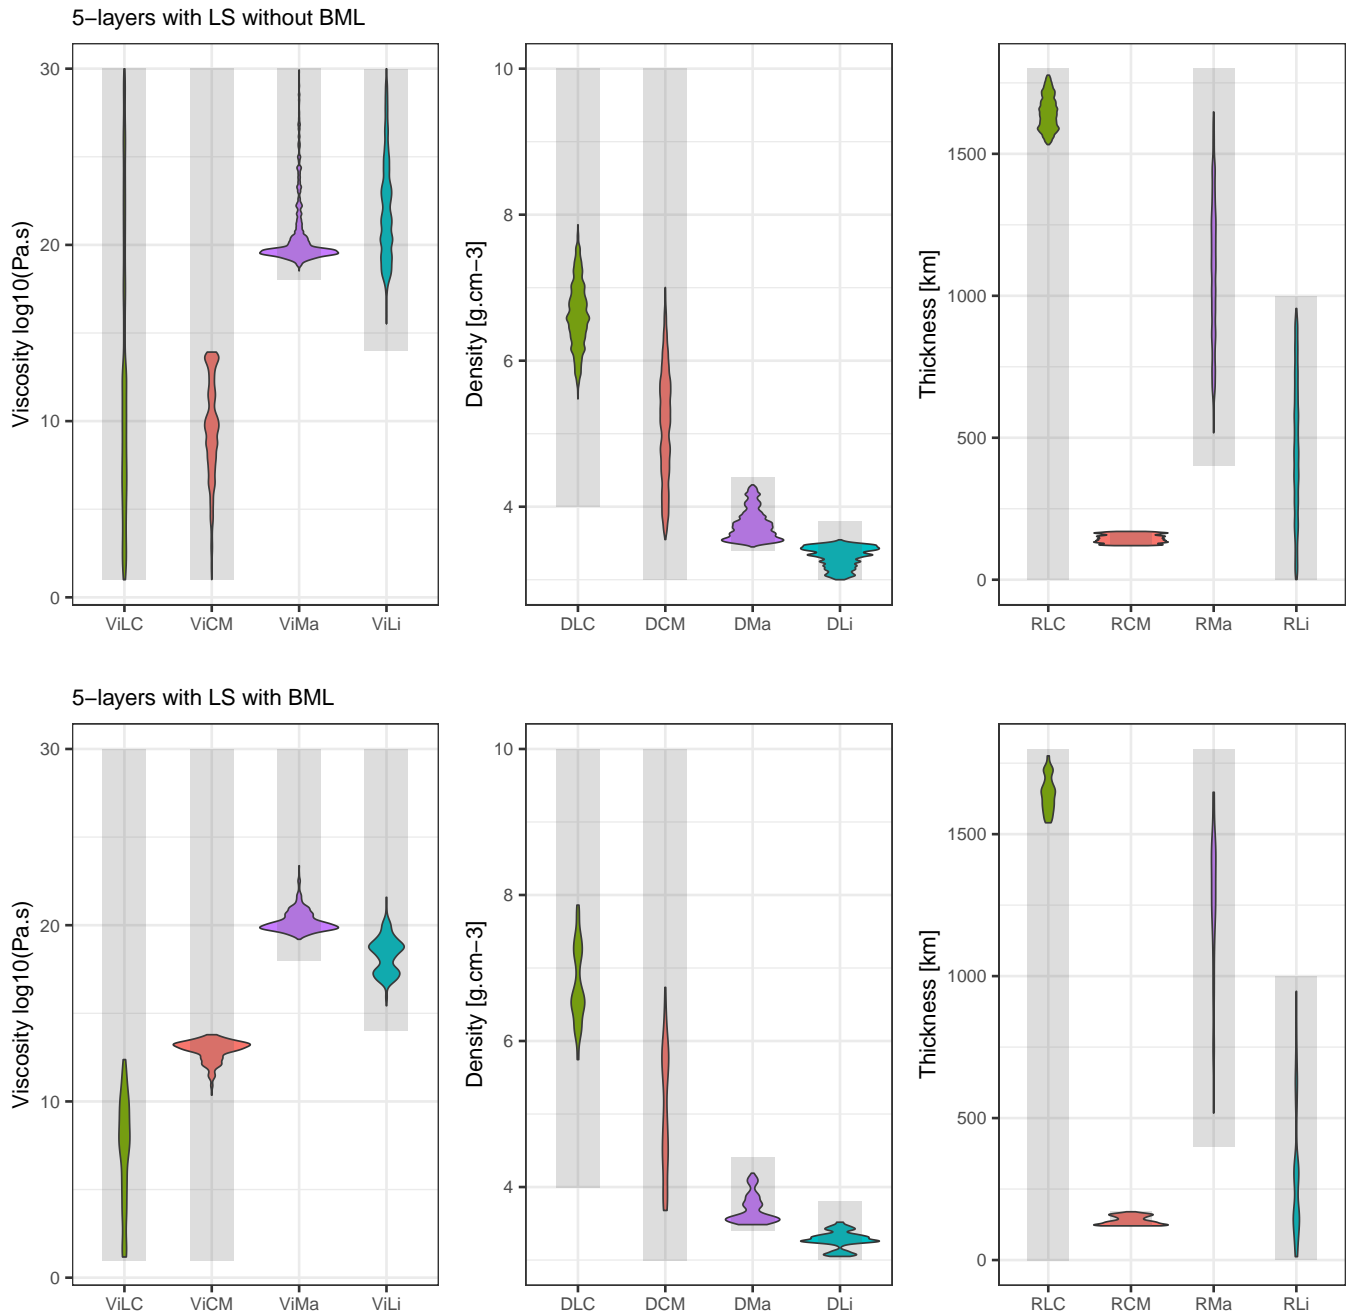 5−layers with LS without BML
Viscosity log10(Pa.s)
30
20
10
0
ViLC ViCM ViMa ViLi
Density [g.cm−3]
10
8
6
4
DLC DCM DMa DLi
Thickness [km]
1500
1000
500
0
RLC RCM RMa RLi
5−layers with LS with BML
Viscosity log10(Pa.s)
30
20
10
0
ViLC ViCM ViMa ViLi
Density [g.cm−3]
10
8
6
4
DLC DCM DMa DLi
Thickness [km]
1500
1000
500
0
RLC RCM RMa RLi